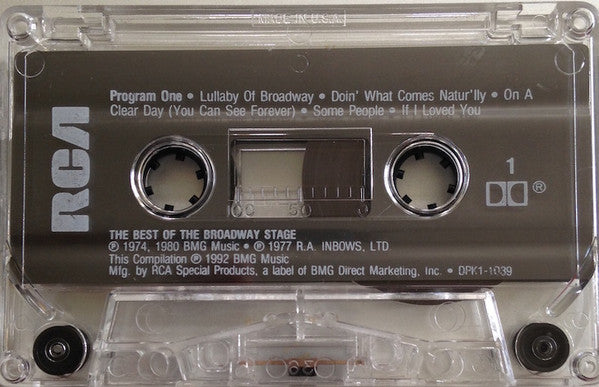 MADE IN U.S.A.
RCA
Program One • Lullaby Of Broadway • Doin' What Comes Natur'lly • On A
Clear Day (You Can See Forever) • Some People • If I Loved You
1
100 50 0
®
THE BEST OF THE BROADWAY STAGE
℗ 1974, 1980 BMG Music • ℗ 1977 R.A. INBOWS, LTD
This Compilation ℗ 1992 BMG Music
Mfg. by RCA Special Products, a label of BMG Direct Marketing, Inc. • DPK1-1039